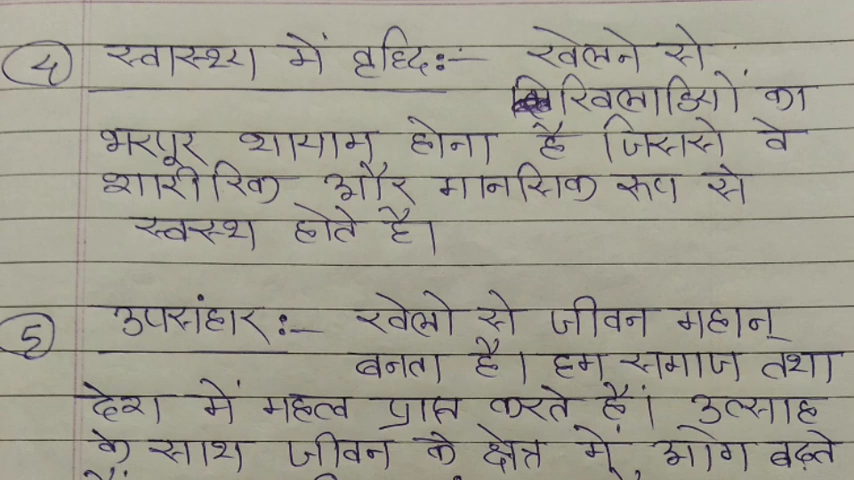 4 स्वास्थ्य में वृध्दि:- खेलने से
खिलाडियों का
भरपूर व्यायाम होना है जिससे वे
शारीरिक और मानसिक रूप से
स्वस्थ होते है।
5 उपसंहार:- खेलो से जीवन महान्
बनता है। हम समाज तथा
देश में महत्व प्राप्त करते हैं। उत्साह
के साथ जीवन के क्षेत्र में आगे बढ़ते